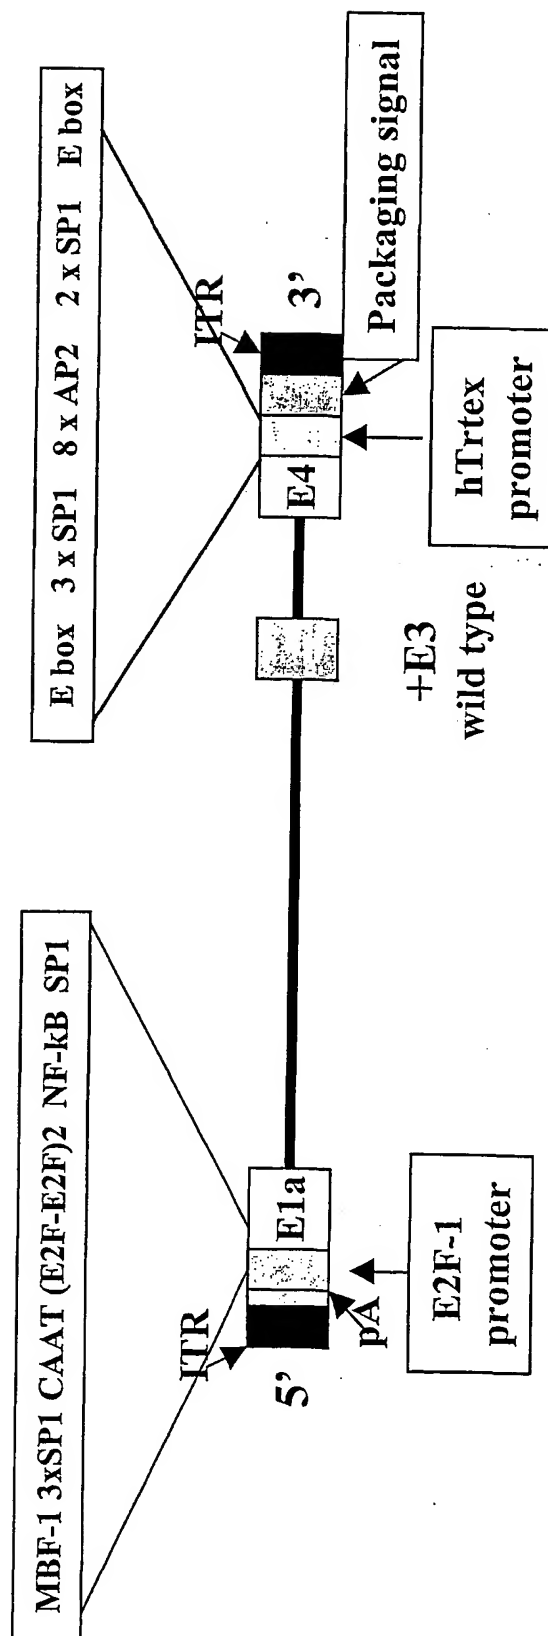 MBF-1 3xSP1 CAAT (E2F-E2F)2 NF-kB SP1
E box 3 x SP1 8 x AP2 2 x SP1 E box
ITR
E1a
5’
pA
E2F-1
promoter
ITR
E4
3’
+E3
wild type
hTrtex
promoter
Packaging signal